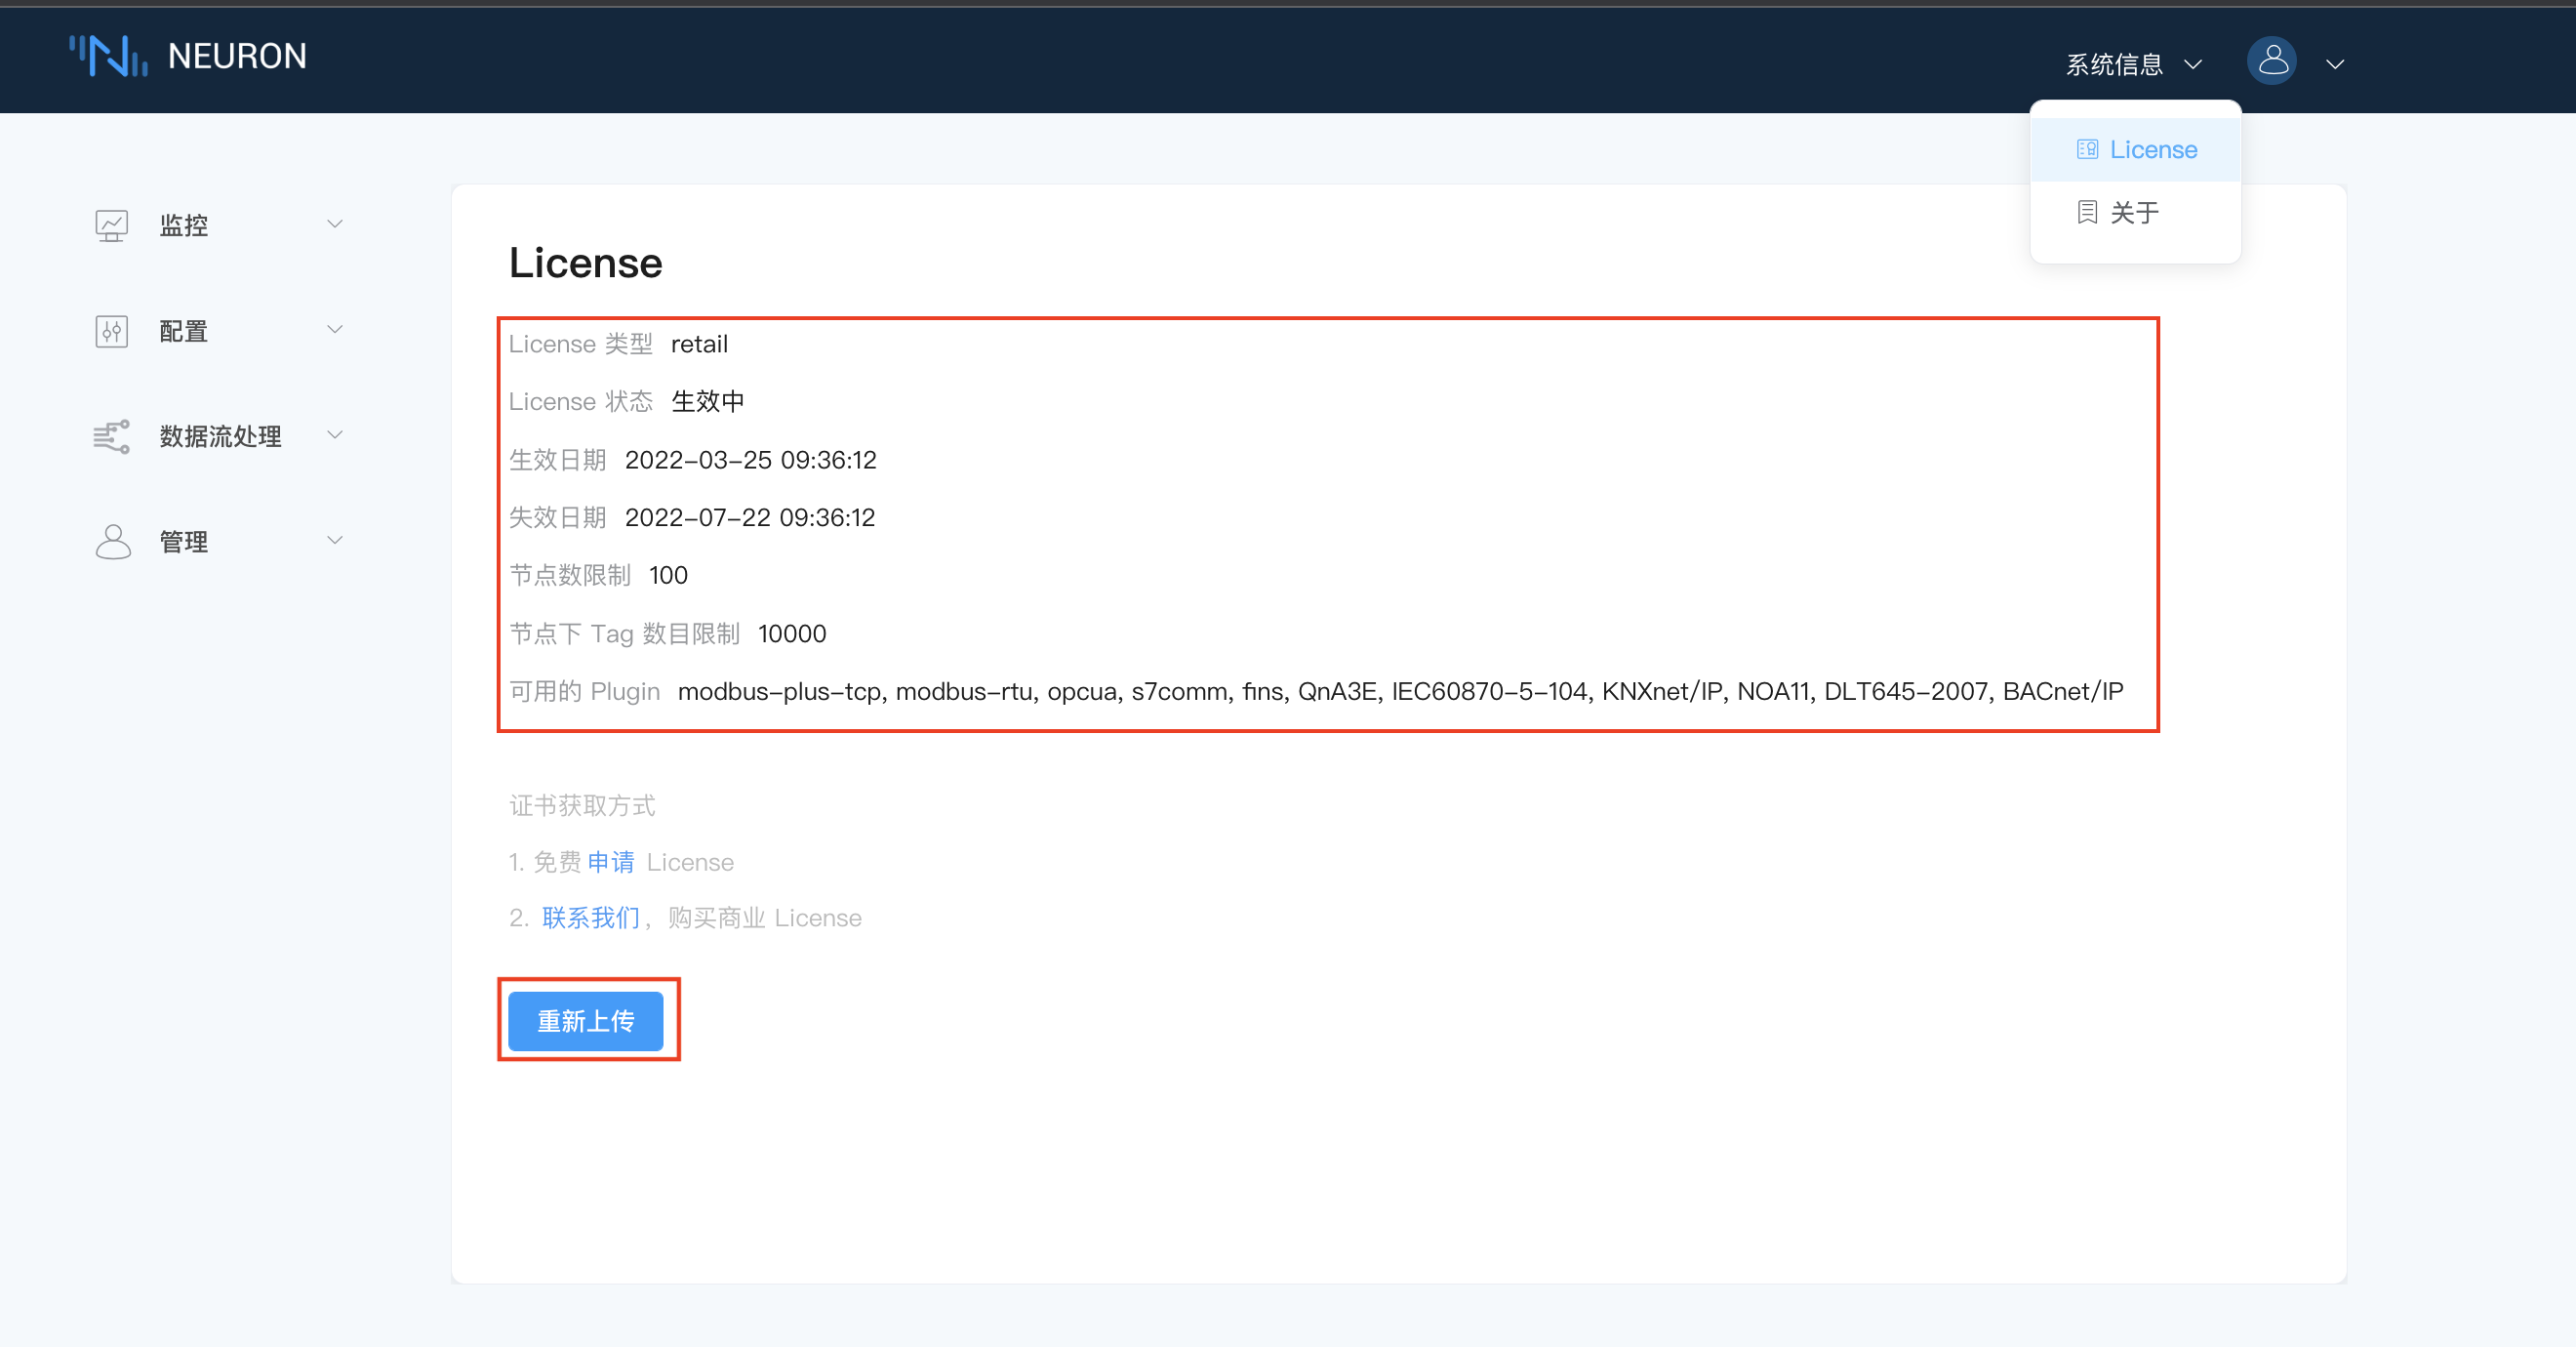 NEURON
系统信息
License
关于
监控
配置
数据流处理
管理
License
License 类型 retail
License 状态 生效中
生效日期 2022-03-25 09:36:12
失效日期 2022-07-22 09:36:12
节点数限制 100
节点下 Tag 数目限制 10000
可用的 Plugin modbus-plus-tcp, modbus-rtu, opcua, s7comm, fins, QnA3E, IEC60870-5-104, KNXnet/IP, NOA11, DLT645-2007, BACnet/IP
证书获取方式
1. 免费 申请 License
2. 联系我们，购买商业 License
重新上传